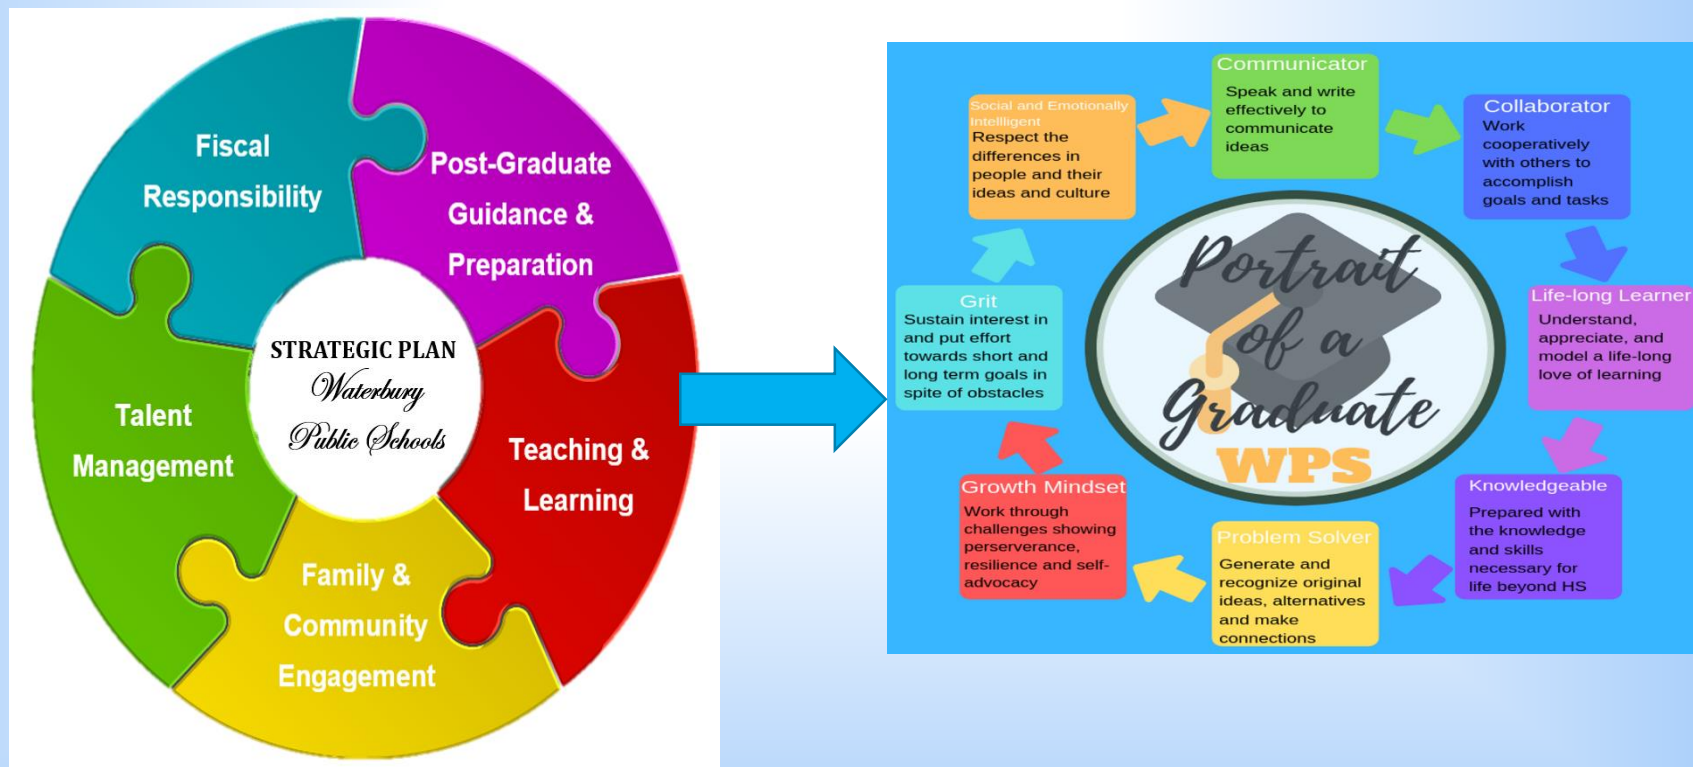 Fiscal
Responsibility
Post-Graduate
Guidance &
Preparation
STRATEGIC PLAN
Waterbury
Public Schools
Talent
Management
Teaching &
Learning
Family &
Community
Engagement
Communicator
Speak and write
effectively to
communicate
ideas
Collaborator
Work
cooperatively
with others to
accomplish
goals and tasks
Life-long Learner
Understand,
appreciate, and
model a life-long
love of learning
Knowledgeable
Prepared with
the knowledge
and skills
necessary for
life beyond HS
Problem Solver
Generate and
recognize original
ideas, alternatives
and make
connections
Growth Mindset
Work through
challenges showing
perserverance,
resilience and self-
advocacy
Grit
Sustain interest in
and put effort
towards short and
long term goals in
spite of obstacles
Social and Emotionally
Intellligent
Respect the
differences in
people and their
ideas and culture
Portrait
of a
Graduate
WPS